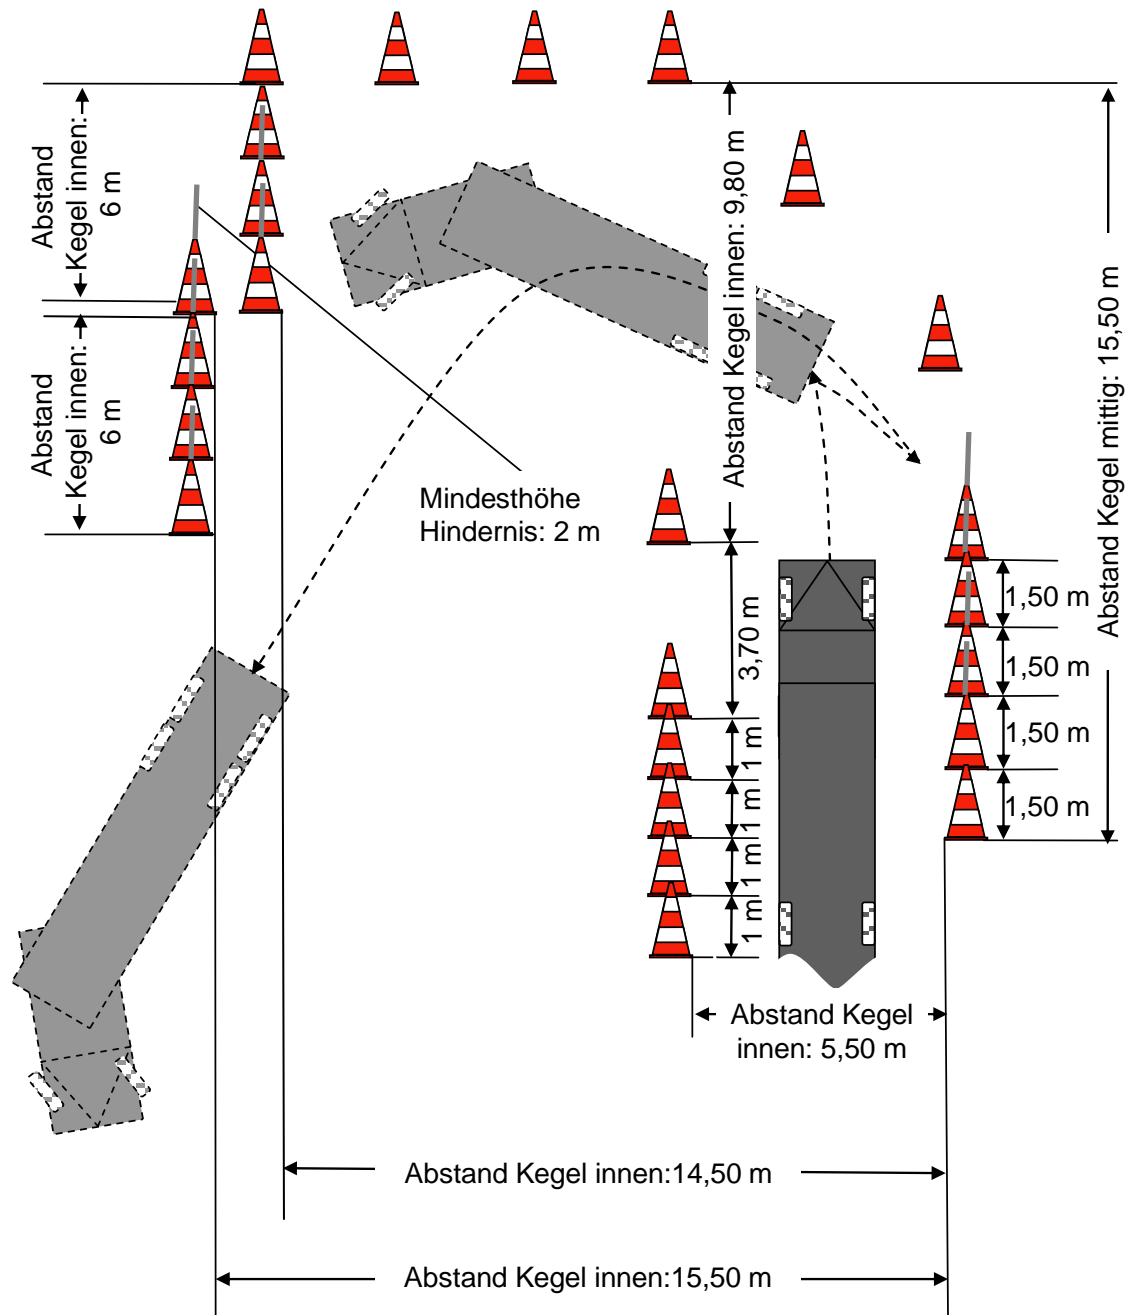 Abstand
Kegel innen:
6 m
Abstand
Kegel innen:
6 m
Abstand Kegel innen: 9,80 m
Abstand Kegel mittig: 15,50 m
Mindesthöhe
Hindernis: 2 m
3,70 m
1 m
1 m
1 m
1 m
1,50 m
1,50 m
1,50 m
1,50 m
Abstand Kegel
innen: 5,50 m
Abstand Kegel innen:14,50 m
Abstand Kegel innen:15,50 m